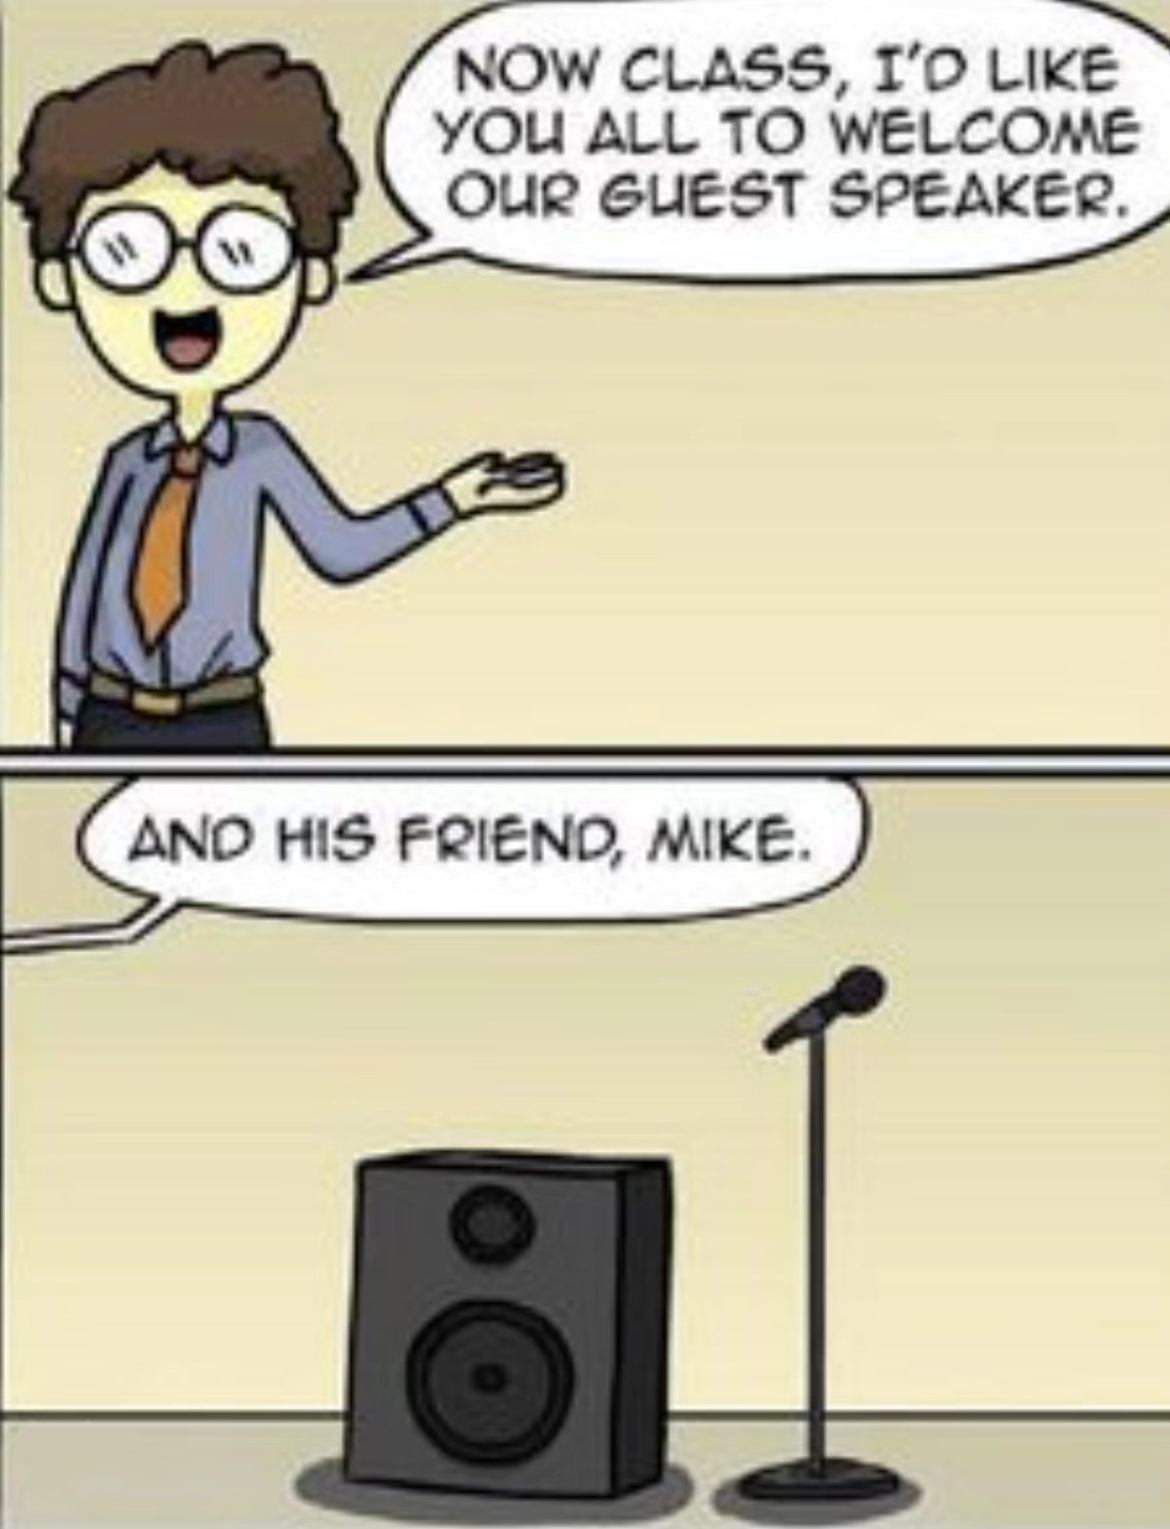 NOW CLASS, I'D LIKE
YOU ALL TO WELCOME
OUR GUEST SPEAKER.
AND HIS FRIEND, MIKE.